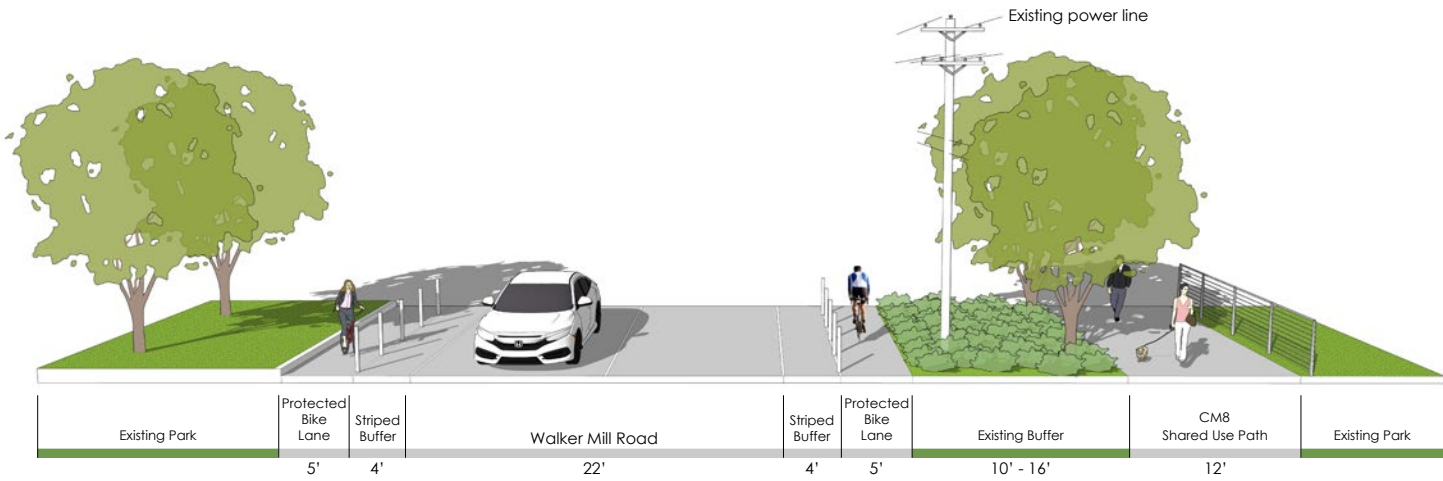 Existing power line
Existing Park
Protected
Bike
Lane
Striped
Buffer
Walker Mill Road
Striped
Buffer
Protected
Bike
Lane
Existing Buffer
CM8
Shared Use Path
Existing Park
5' 4' 22' 4' 5' 10' - 16' 12'